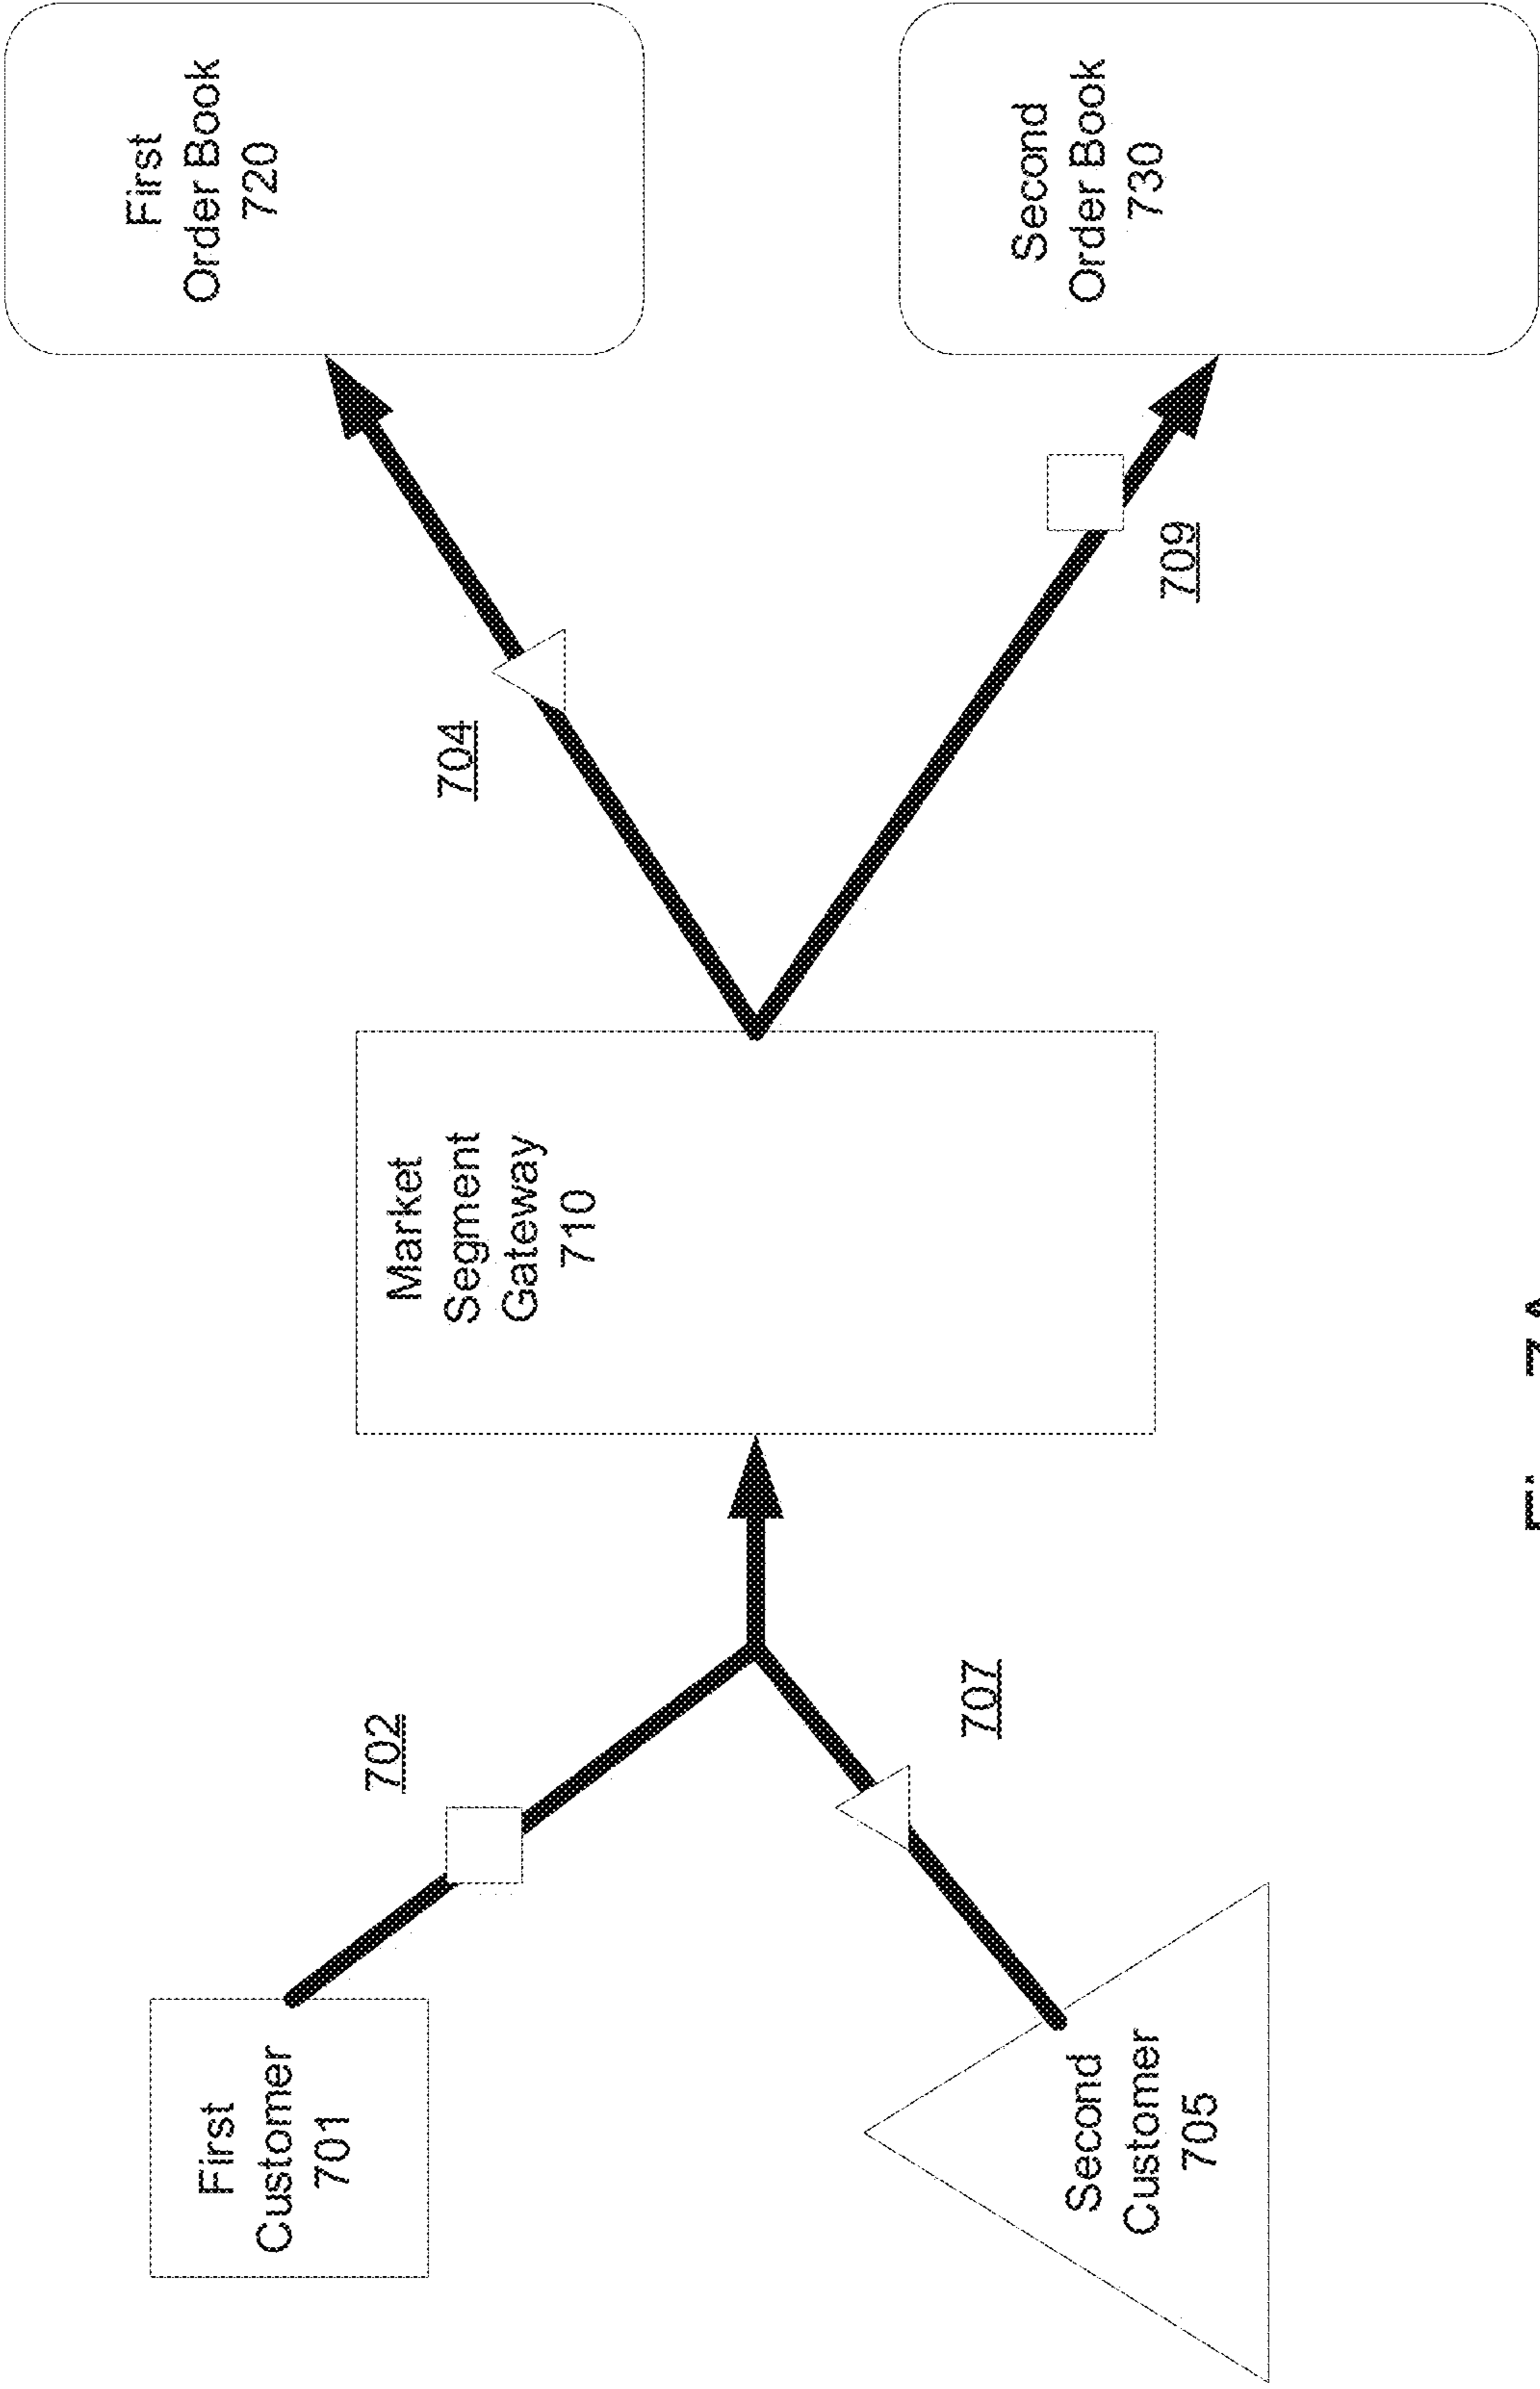 First
Customer
701
702
Second
Customer
705
707
Market
Segment
Gateway
710
704
709
First
Order Book
720
Second
Order Book
730